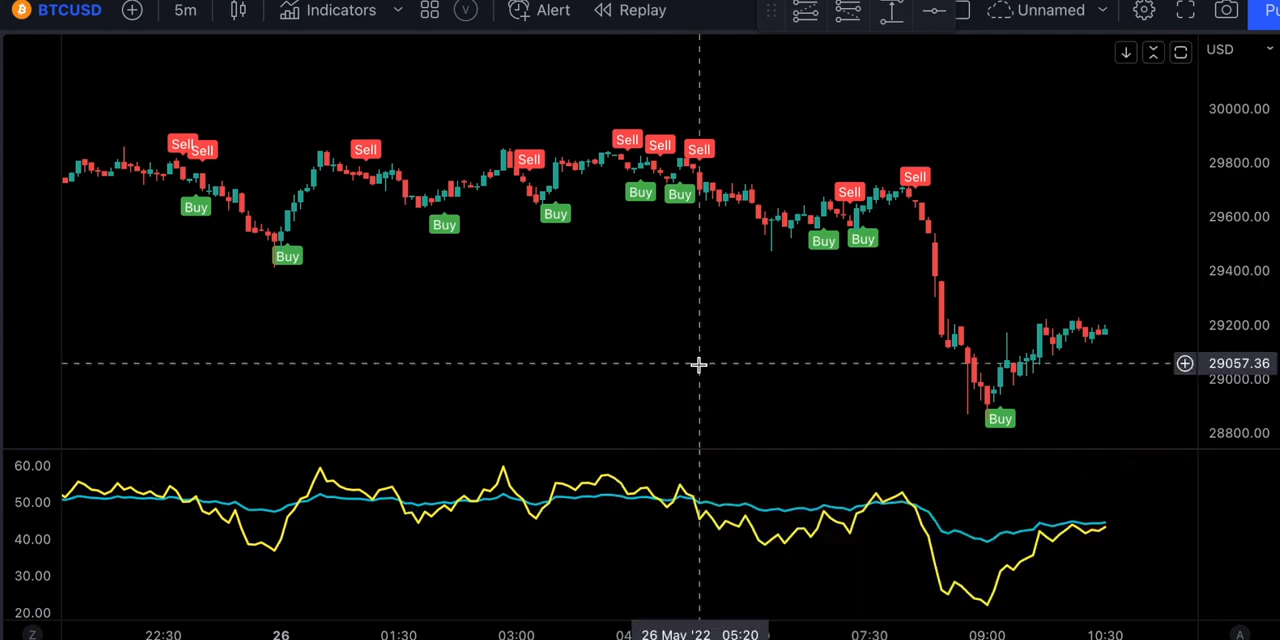 BTCUSD 5m Indicators V Alert Replay Unnamed Pu
USD
30000.00
29800.00
29600.00
29400.00
29200.00
29057.36
29000.00
28800.00
Sell Sell Sell Sell Sell Sell Sell Sell Sell
Buy Buy Buy Buy Buy Buy Buy Buy Buy
60.00
50.00
40.00
30.00
20.00
Z 22:30 26 01:30 03:00 04 26 May '22 05:20 07:30 09:00 10:30 A